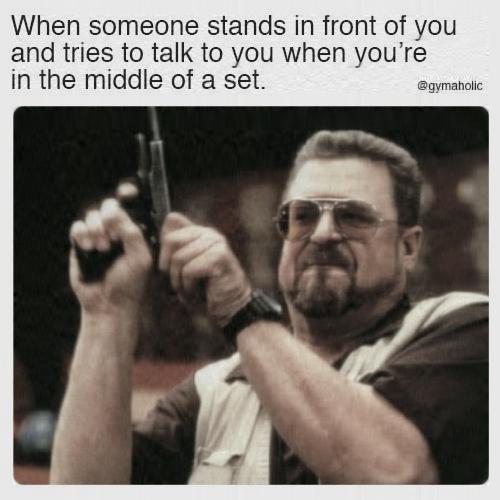 When someone stands in front of you
and tries to talk to you when you're
in the middle of a set.
@gymaholic